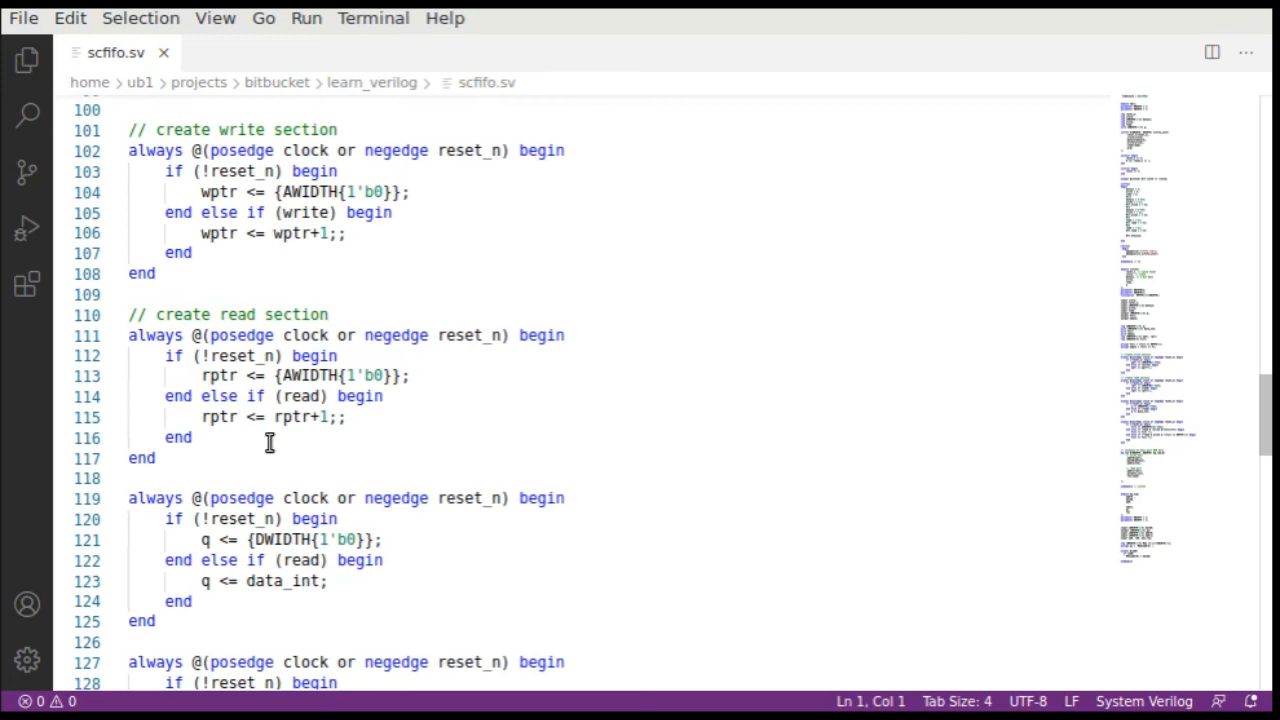 File Edit Selection View Go Run Terminal Help
scfifo.sv
home > ub1 > projects > bitbucket > learn_verilog > scfifo.sv
100
101 // create write section
102 always @(posedge clock or negedge reset_n) begin
103     if (!reset_n) begin
104         wptr <= {AWIDTH{1'b0}};
105     end else if (write) begin
106         wptr <= wptr+1;;
107     end
108 end
109
110 // create read section
111 always @(posedge clock or negedge reset_n) begin
112     if (!reset_n) begin
113         rptr <= {AWIDTH{1'b0}};
114     end else if (read) begin
115         rptr <= rptr+1;;
116     end
117 end
118
119 always @(posedge clock or negedge reset_n) begin
120     if (!reset_n) begin
121         q <= {DWIDTH{1'b0}};
122     end else if (read) begin
123         q <= data_int;
124     end
125 end
126
127 always @(posedge clock or negedge reset_n) begin
128     if (!reset_n) begin
0 0 Ln 1, Col 1 Tab Size: 4 UTF-8 LF System Verilog